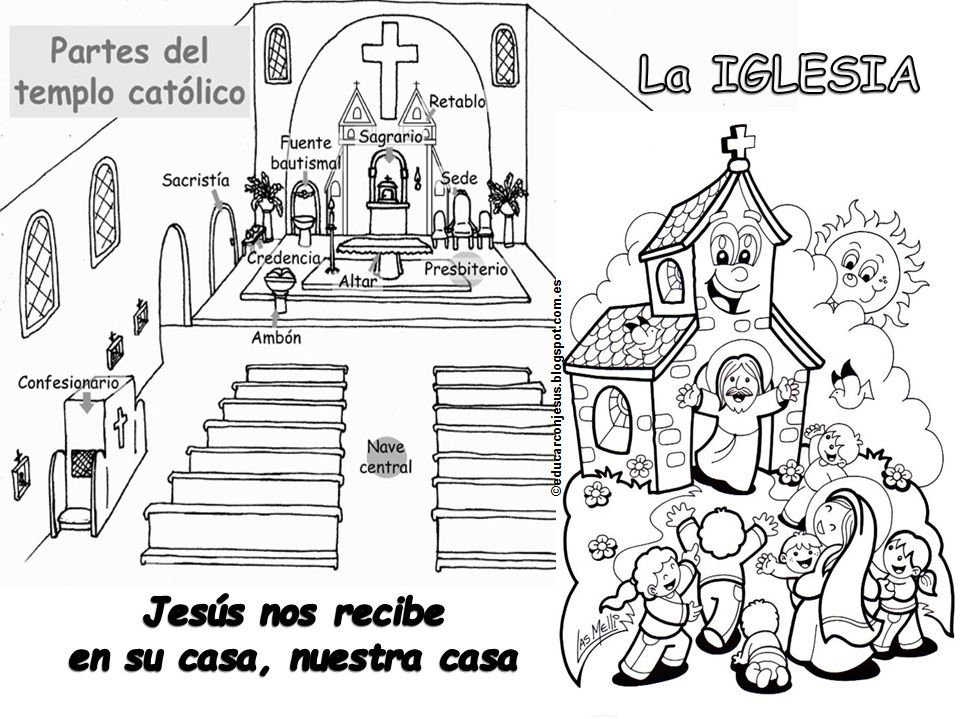 Partes del
templo católico
La IGLESIA
Retablo
Sagrario
Fuente
bautismal
Sacristía
Sede
Credencia
Presbiterio
Altar
Ambón
Confesionario
Nave
central
©educarconjesus.blogspot.com.es
Jesús nos recibe
en su casa, nuestra casa
Las Melli